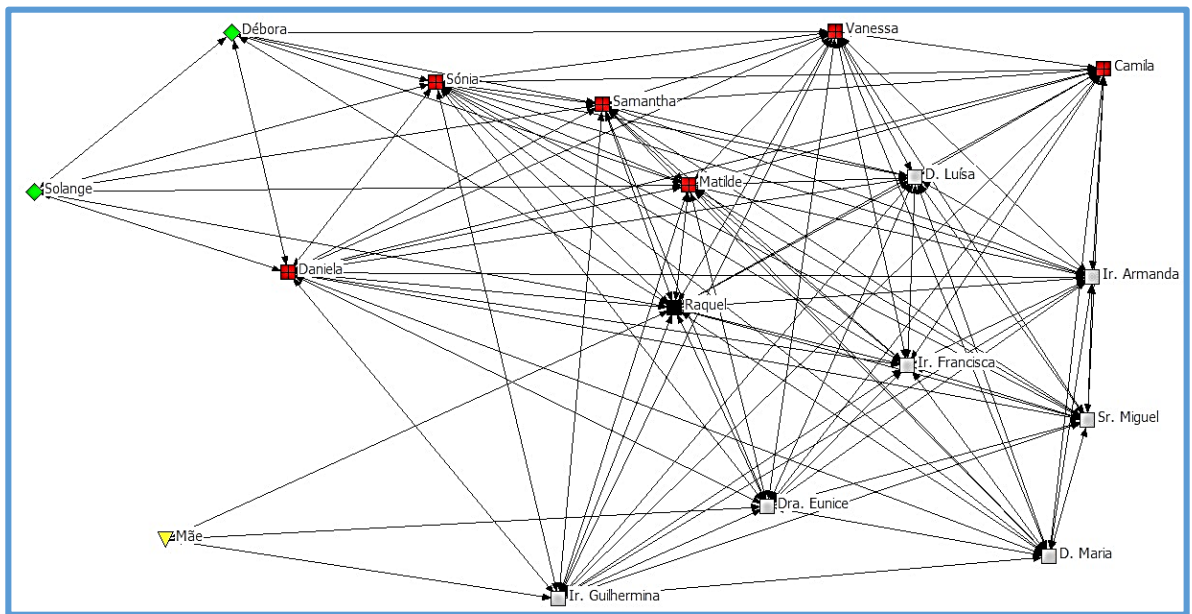 Débora
Vanessa
Camila
Sónia
Samantha
D. Luísa
Matilde
Solange
Daniela
Ir. Armanda
Raquel
Ir. Francisca
Sr. Miguel
Dra. Eunice
Mãe
D. Maria
Ir. Guilhermina